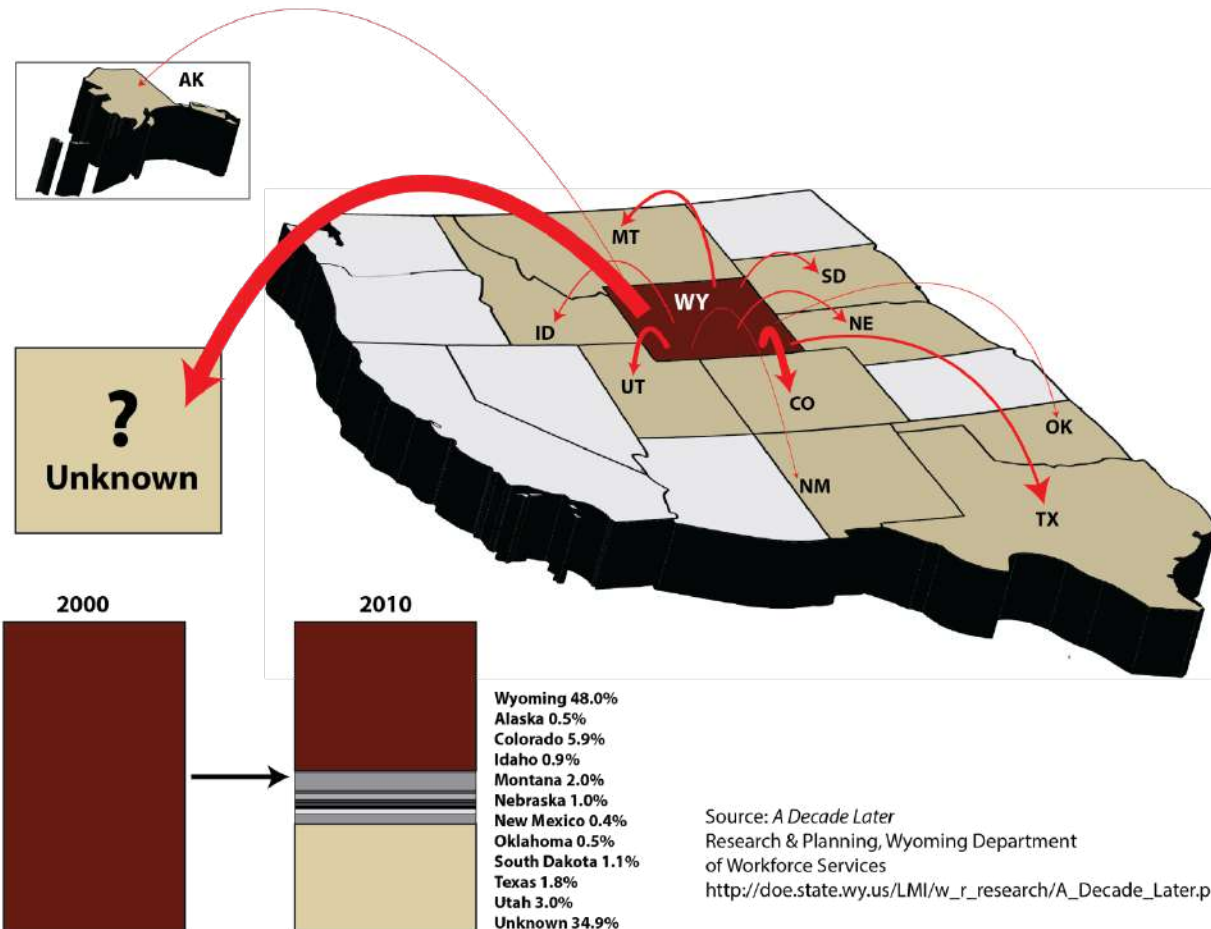 AK
MT
SD
WY
NE
ID
UT
CO
OK
NM
TX
?
Unknown
2000
2010
Wyoming 48.0%
Alaska 0.5%
Colorado 5.9%
Idaho 0.9%
Montana 2.0%
Nebraska 1.0%
New Mexico 0.4%
Oklahoma 0.5%
South Dakota 1.1%
Texas 1.8%
Utah 3.0%
Unknown 34.9%
Source: A Decade Later
Research & Planning, Wyoming Department
of Workforce Services
http://doe.state.wy.us/LMI/w_r_research/A_Decade_Later.p